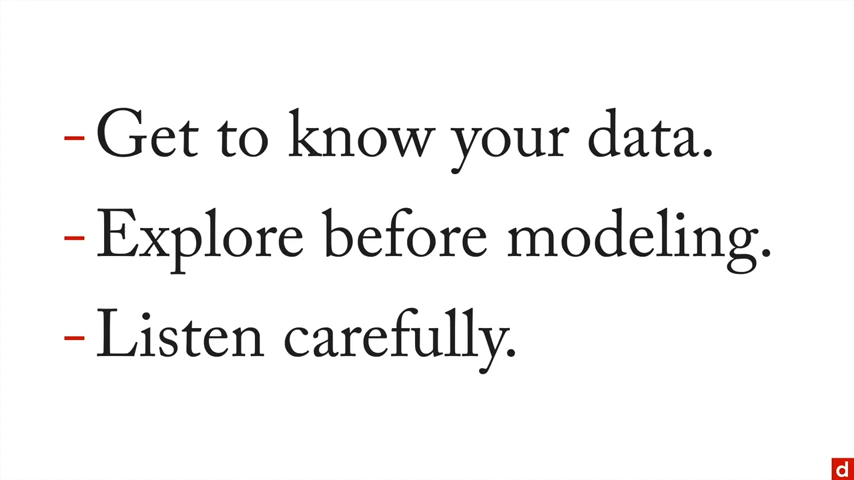 - Get to know your data.
- Explore before modeling.
- Listen carefully.
d